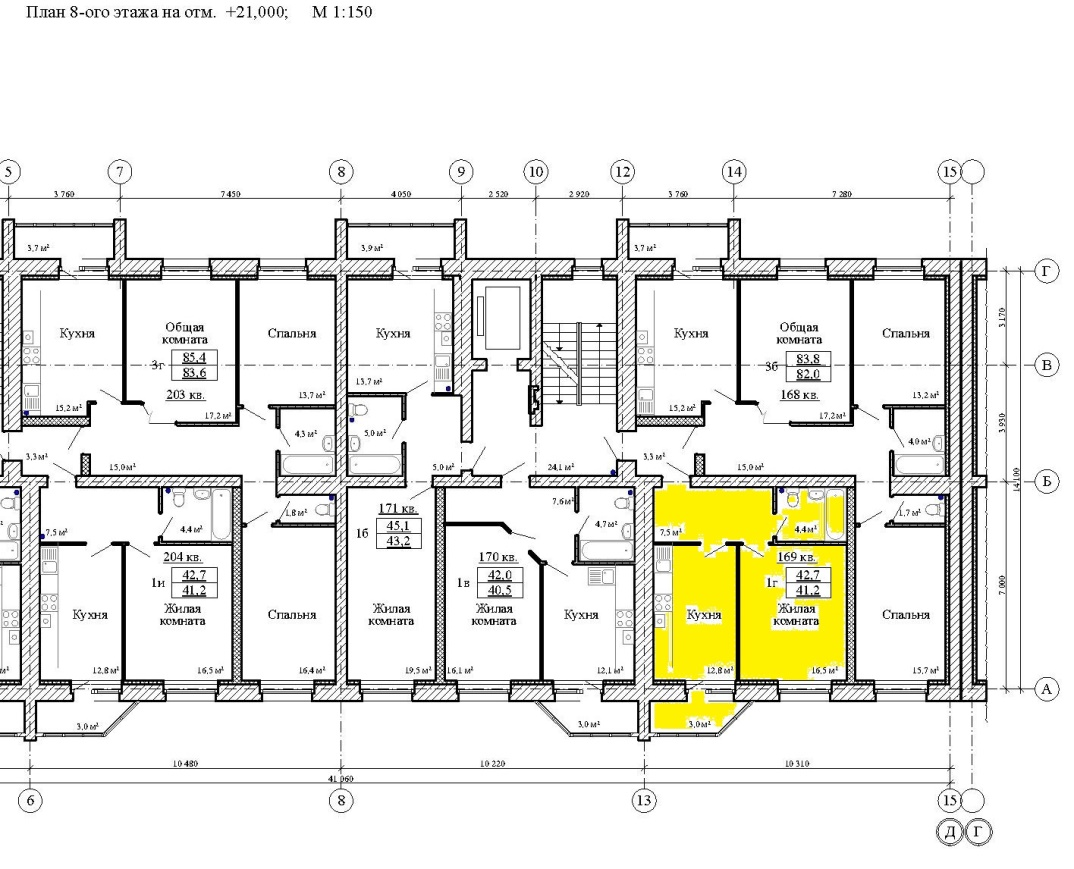 План 8-ого этажа на отм. +21,000; М 1:150
5 7 8 9 10 12 14 15
3 760 7 450 4 050 2 520 2 920 3 760 7 280
3,7 м² 3,9 м² 3,7 м²
Г
3 170
Кухня
Общая комната
Спальня
Кухня
Кухня
Общая комната
Спальня
3г 85,4
83,6
203 кв.
3б 83,8
82,0
168 кв.
В
15,2 м² 17,2 м² 13,7 м² 13,7 м² 15,2 м² 17,2 м² 13,2 м²
3 930
4,3 м² 5,0 м² 4,0 м²
3,3 м² 15,0 м² 5,0 м² 24,1 м² 3,3 м² 15,0 м²
14 100
Б
7,5 м² 4,4 м² 1,8 м² 7,6 м² 4,7 м² 7,5 м² 4,4 м² 1,7 м²
171 кв.
1б 45,1
43,2
204 кв.
1и 42,7
41,2
170 кв.
1в 42,0
40,5
169 кв.
1г 42,7
41,2
7 000
Кухня
Жилая комната
Спальня
Жилая комната
Жилая комната
Кухня
Кухня
Жилая комната
Спальня
12,8 м² 16,5 м² 16,4 м² 19,5 м² 16,1 м² 12,1 м² 12,8 м² 16,5 м² 15,7 м²
А
3,0 м² 3,0 м² 3,0 м²
10 480 10 220 10 310
41 060
6 8 13 15
Д Г